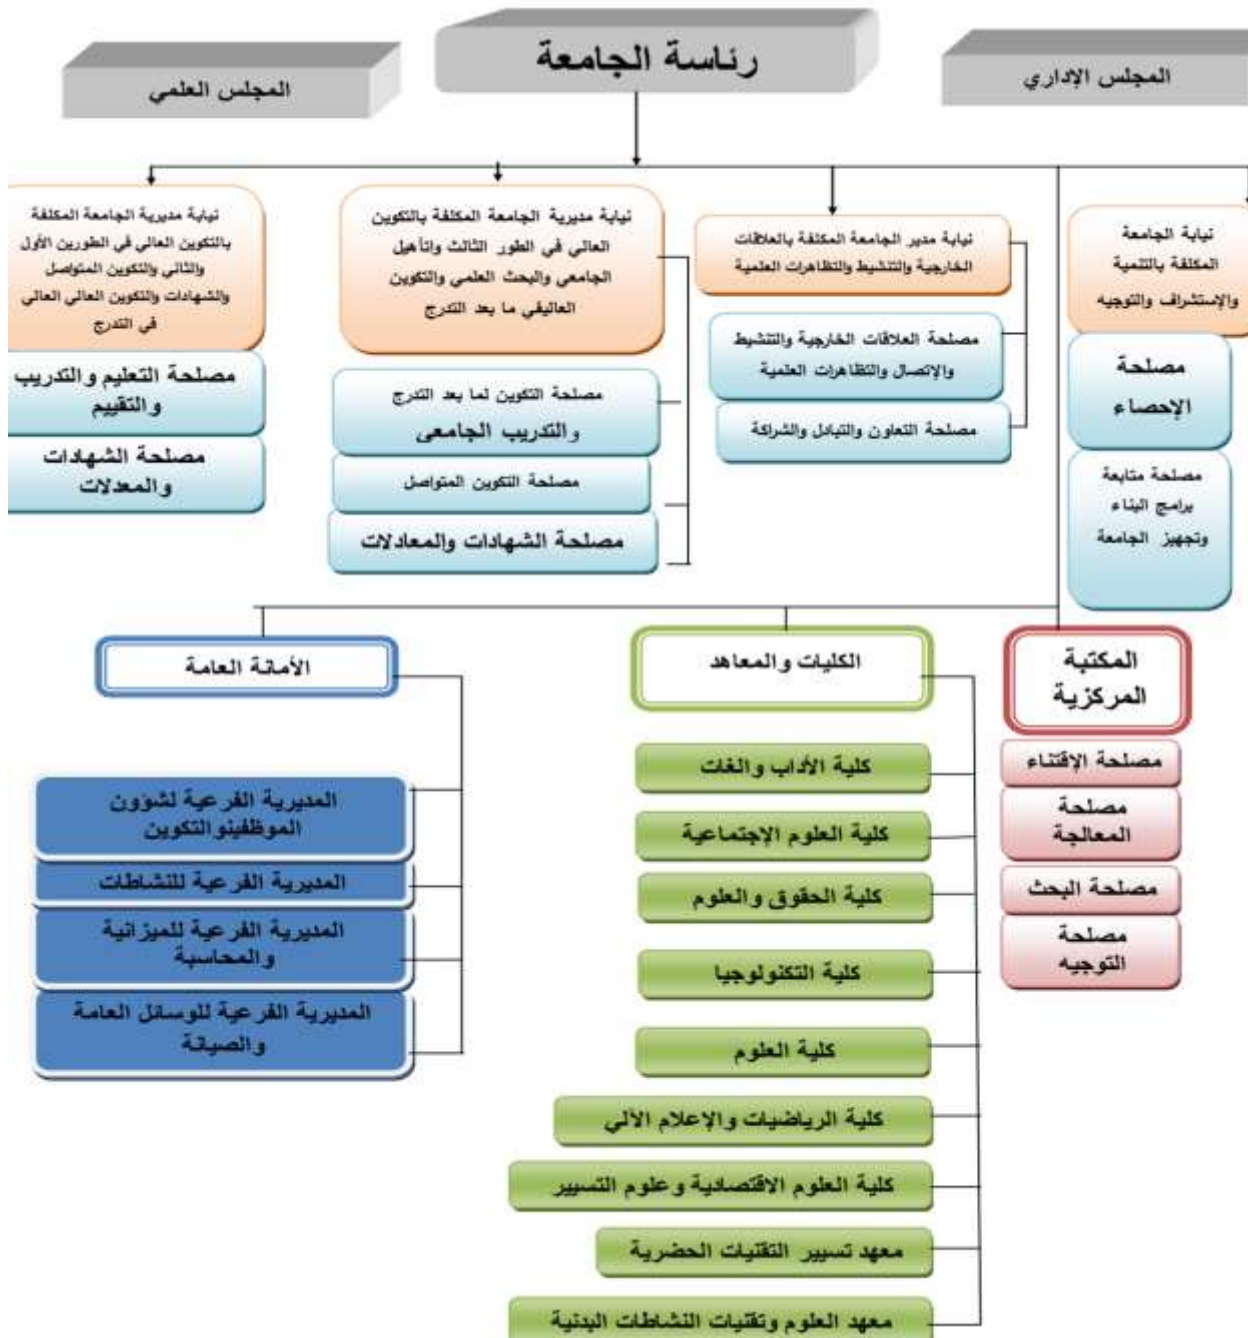 رئاسة الجامعة
المجلس الإداري
المجلس العلمي
نيابة الجامعة
المكلفة بالتنمية
والإستشراف والتوجيه
مصلحة
الإحصاء
مصلحة متابعة
برامج البناء
وتجهيز الجامعة
نيابة مدير الجامعة المكلفة بالعلاقات
الخارجية والتنشيط والتظاهرات العلمية
مصلحة العلاقات الخارجية والتنشيط
والإتصال والتظاهرات العلمية
مصلحة التعاون والتبادل والشراكة
نيابة مديرية الجامعة المكلفة بالتكوين
العالي في الطور الثالث والتأهيل
الجامعي والبحث العلمي والتكوين
العاليفي ما بعد التدرج
مصلحة التكوين لما بعد التدرج
والتدريب الجامعي
مصلحة التكوين المتواصل
مصلحة الشهادات والمعادلات
نيابة مديرية الجامعة المكلفة
بالتكوين العالي في الطورين الأول
والثاني والتكوين المتواصل
والشهادات والتكوين العالي العالي
في التدرج
مصلحة التعليم والتدريب
والتقييم
مصلحة الشهادات
والمعدلات
المكتبة
المركزية
مصلحة الإقتناء
مصلحة
المعالجة
مصلحة البحث
مصلحة
التوجيه
الكليات والمعاهد
كلية الأداب والغات
كلية العلوم الإجتماعية
كلية الحقوق والعلوم
كلية التكنولوجيا
كلية العلوم
كلية الرياضيات والإعلام الألي
كلية العلوم الاقتصادية وعلوم التسيير
معهد تسيير التقنيات الحضرية
معهد العلوم وتقنيات النشاطات البدنية
الأمانة العامة
المديرية الفرعية لشؤون
الموظفينوالتكوين
المديرية الفرعية للنشاطات
المديرية الفرعية للميزانية
والمحاسبة
المديرية الفرعية للوسائل العامة
والصيانة